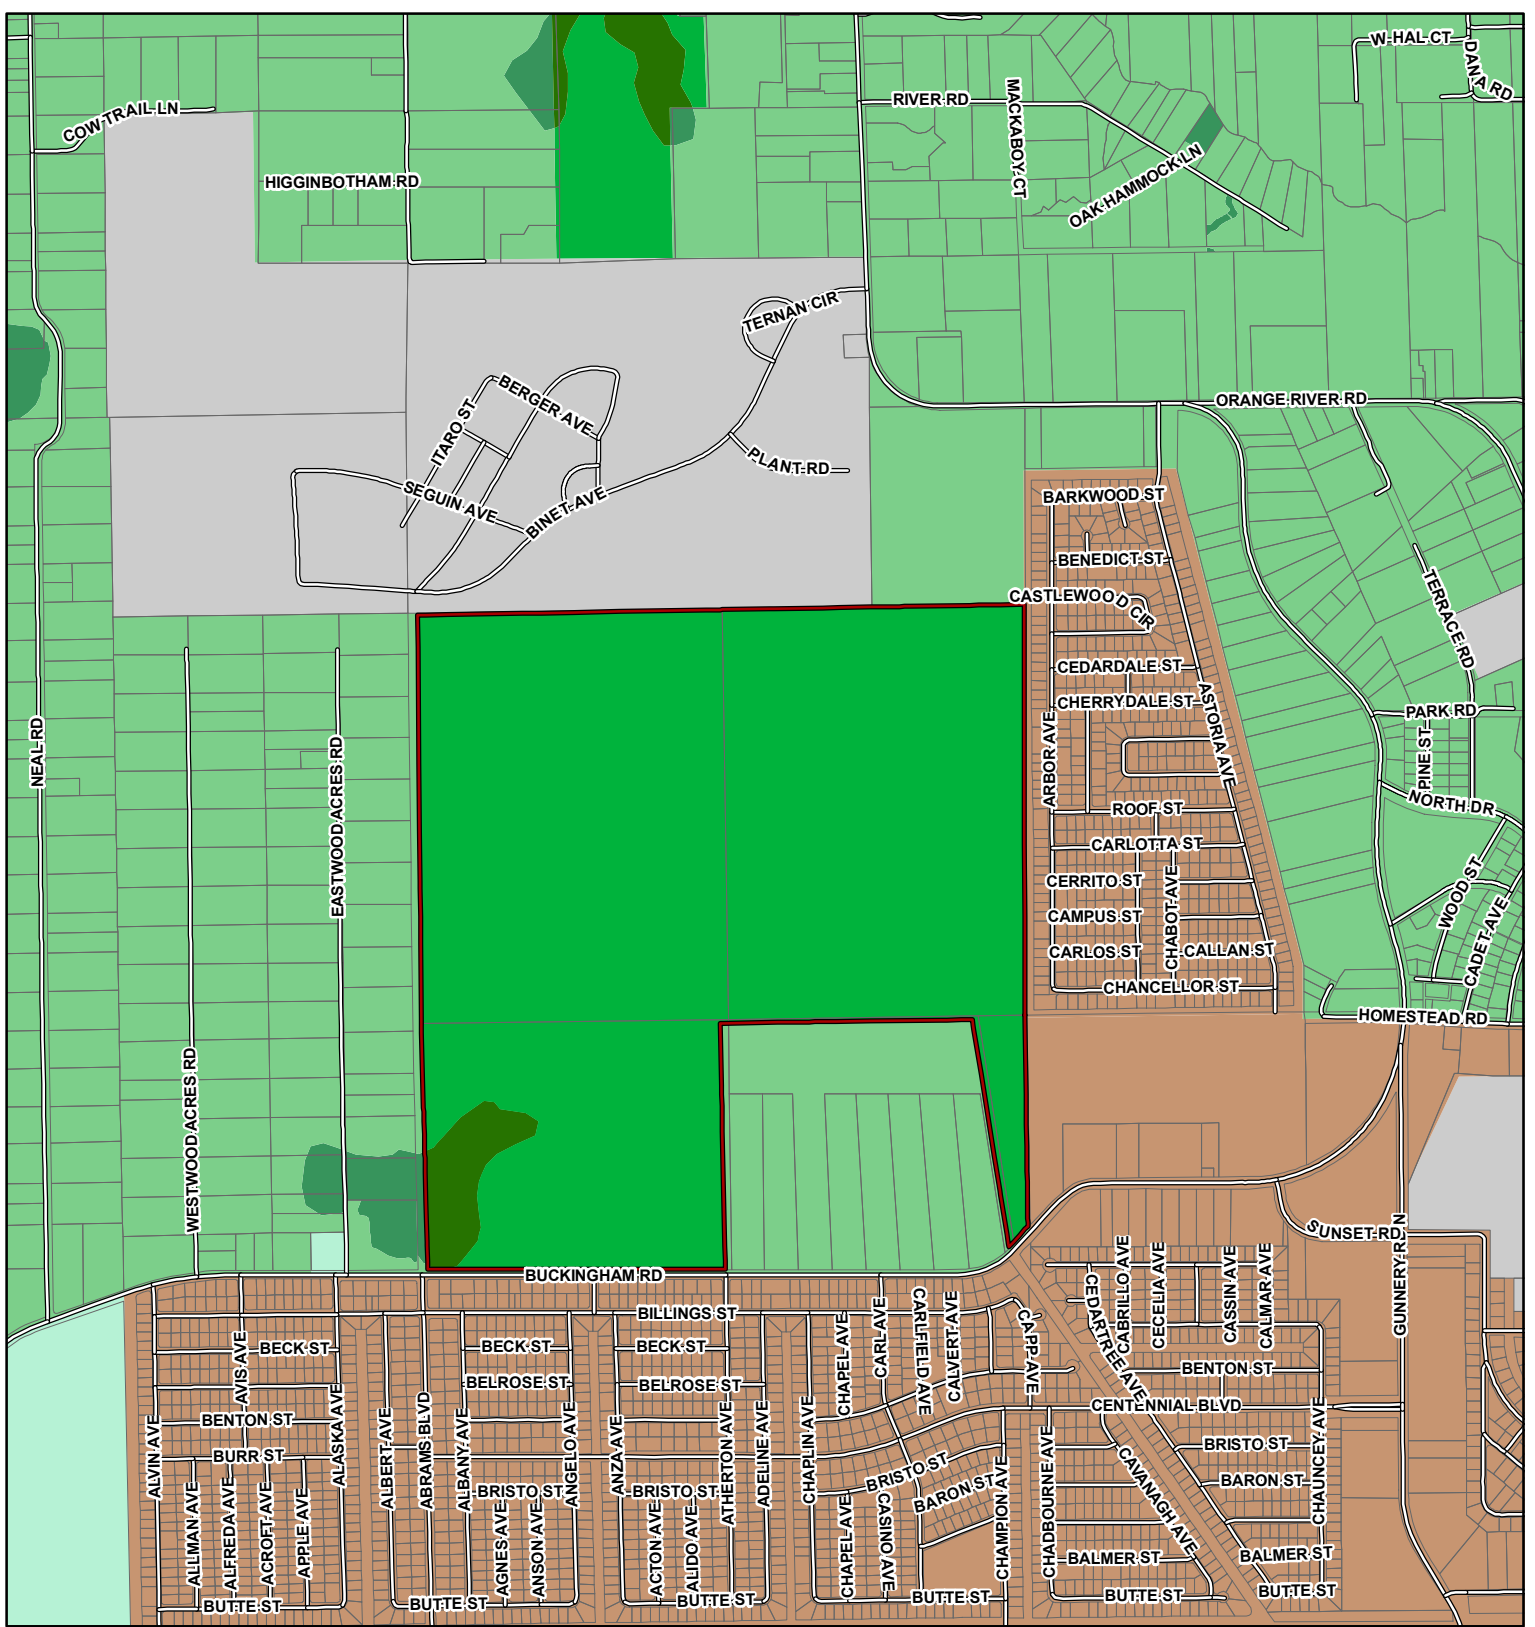 W HAL CT
DANA RD
COW TRAIL LN
RIVER RD
MACKABOY CT
OAK HAMMOCK LN
HIGGINBOTHAM RD
TERNAN CIR
BERGER AVE
ITARO ST
SEGUIN AVE
BINET AVE
PLANT RD
ORANGE RIVER RD
BARKWOOD ST
BENEDICT ST
CASTLEWOOD CIR
CEDARDALE ST
CHERRYDALE ST
ASTORIA AVE
ARBOR AVE
ROOF ST
CARLOTTA ST
CERRITO ST
CAMPUS ST
CARLOS ST
CHABOT AVE
CALLAN ST
CHANCELLOR ST
TERRACE RD
PARK RD
PINE ST
NORTH DR
WOOD ST
CADET AVE
HOMESTEAD RD
NEAL RD
EASTWOOD ACRES RD
WESTWOOD ACRES RD
SUNSET RD
GUNNERY RD N
BUCKINGHAM RD
BILLINGS ST
BECK ST
BECK ST
BECK ST
BELROSE ST
BELROSE ST
AVIS AVE
BENTON ST
BURR ST
ALVIN AVE
ALASKA AVE
ALBERT AVE
ABRAMS BLVD
ALBANY AVE
ANGELO AVE
ANZA AVE
ATHERTON AVE
ADELINE AVE
CHAPLIN AVE
CHAPEL AVE
CARL AVE
CARLFIELD AVE
CALVERT AVE
CAPP AVE
CEDARTREE AVE
CABRILLO AVE
CECELIA AVE
CASSIN AVE
CALMAR AVE
BENTON ST
CENTENNIAL BLVD
ALLMAN AVE
ALFREDA AVE
ACROFT AVE
APPLE AVE
BRISTO ST
BRISTO ST
BRISTO ST
BRISTO ST
AGNES AVE
ANSON AVE
ACTON AVE
ALIDO AVE
CHAPEL AVE
CASINO AVE
BARON ST
BARON ST
CHAMPION AVE
CHADBOURNE AVE
CAVANAGH AVE
CHAUNCEY AVE
BALMER ST
BALMER ST
BUTTE ST
BUTTE ST
BUTTE ST
BUTTE ST
BUTTE ST
BUTTE ST